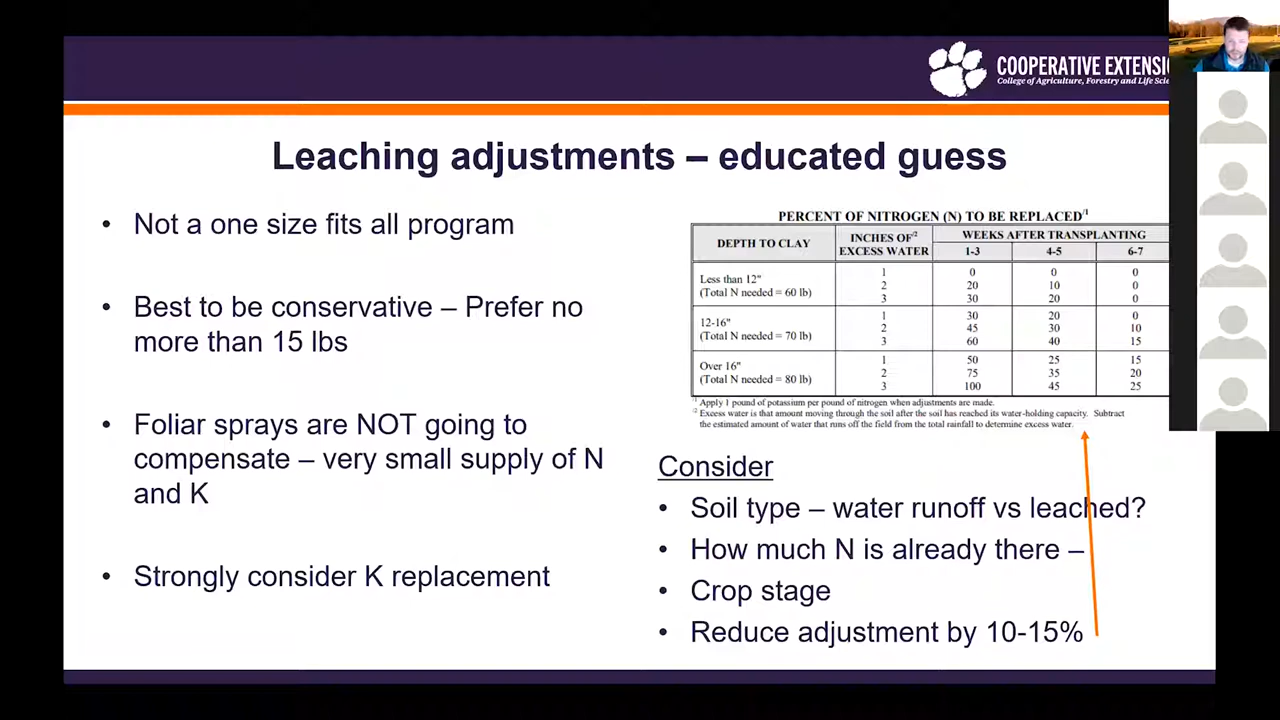 COOPERATIVE EXTENSIO
College of Agriculture, Forestry and Life Scie
Leaching adjustments – educated guess
• Not a one size fits all program
• Best to be conservative – Prefer no
more than 15 lbs
• Foliar sprays are NOT going to
compensate – very small supply of N
and K
• Strongly consider K replacement
PERCENT OF NITROGEN (N) TO BE REPLACED/1
DEPTH TO CLAY INCHES OF/2 WEEKS AFTER TRANSPLANTING
EXCESS WATER 1-3 4-5 6-7
Less than 12" 1 0 0 0
(Total N needed = 60 lb) 2 20 10 0
3 30 20 0
12-16" 1 30 20 0
(Total N needed = 70 lb) 2 45 30 10
3 60 40 15
Over 16" 1 50 25 15
(Total N needed = 80 lb) 2 75 35 20
3 100 45 25
/1 Apply 1 pound of potassium per pound of nitrogen when adjustments are made.
/2 Excess water is that amount moving through the soil after the soil has reached its water-holding capacity. Subtract
the estimated amount of water that runs off the field from the total rainfall to determine excess water.
Consider
• Soil type – water runoff vs leached?
• How much N is already there –
• Crop stage
• Reduce adjustment by 10-15%